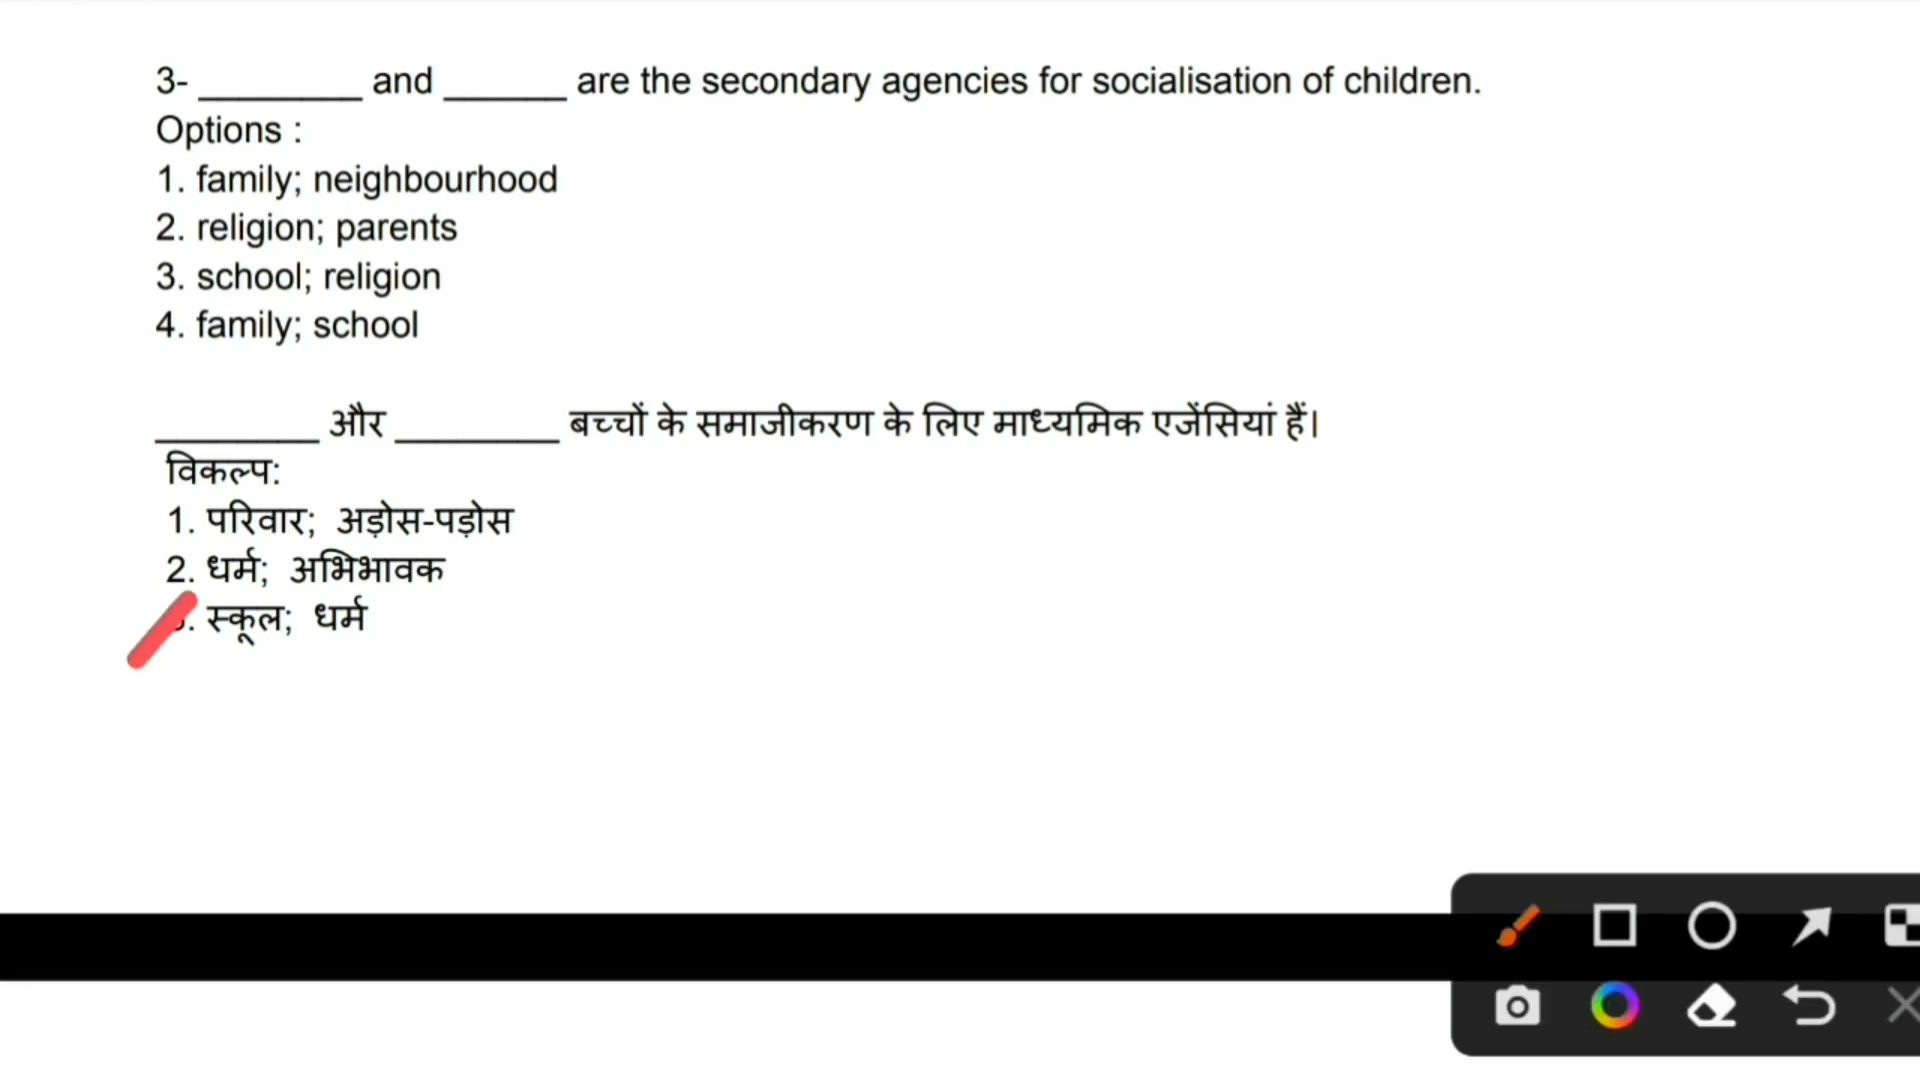 3- ________ and ______ are the secondary agencies for socialisation of children.
Options :
1. family; neighbourhood
2. religion; parents
3. school; religion
4. family; school
________ और ________ बच्चों के समाजीकरण के लिए माध्यमिक एजेंसियां हैं।
विकल्प:
1. परिवार; अड़ोस-पड़ोस
2. धर्म; अभिभावक
3. स्कूल; धर्म